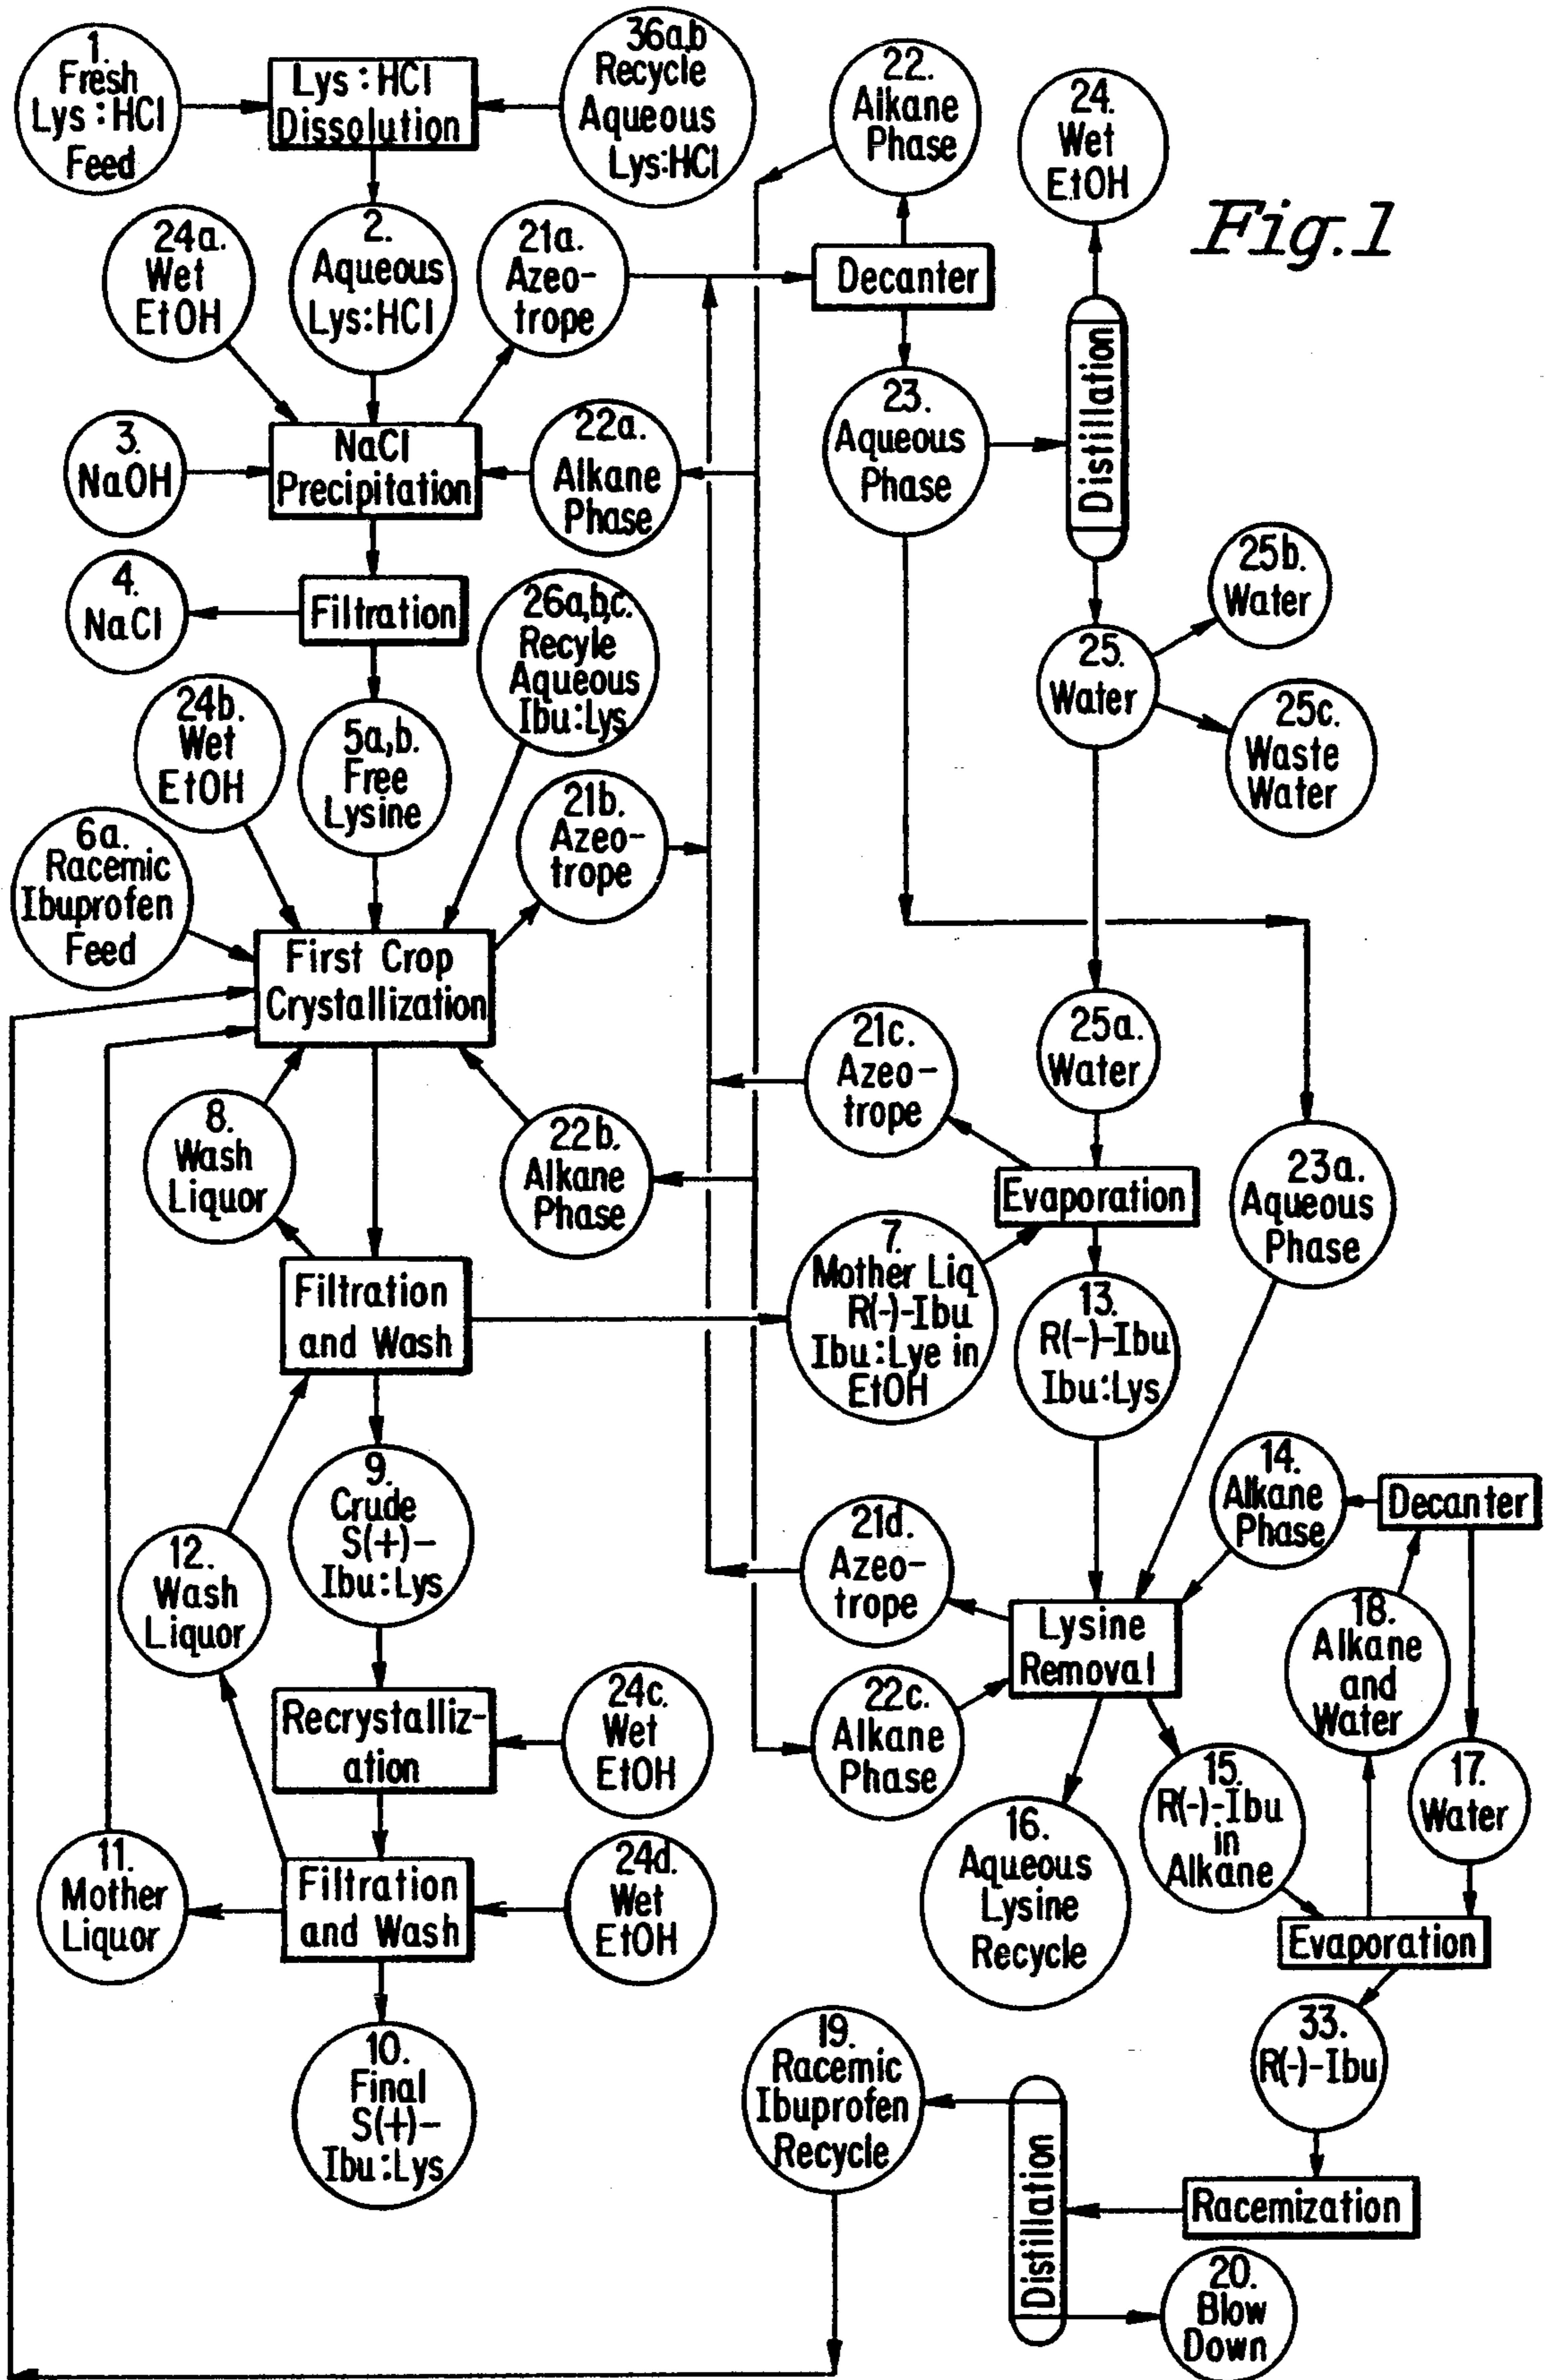 1.
Fresh
Lys:HCl
Feed
Lys:HCl
Dissolution
36a,b
Recycle
Aqueous
Lys:HCl
22.
Alkane
Phase
24.
Wet
EtOH
Fig.1
24a.
Wet
EtOH
2.
Aqueous
Lys:HCl
21a.
Azeo-
trope
Decanter
Distillation
3.
NaOH
NaCl
Precipitation
22a.
Alkane
Phase
23.
Aqueous
Phase
4.
NaCl
Filtration
26a,b,c.
Recyle
Aqueous
Ibu:Lys
25.
Water
25b.
Water
25c.
Waste
Water
24b.
Wet
EtOH
5a,b.
Free
Lysine
21b.
Azeo-
trope
6a.
Racemic
Ibuprofen
Feed
First Crop
Crystallization
21c.
Azeo-
trope
25a.
Water
8.
Wash
Liquor
22b.
Alkane
Phase
Evaporation
23a.
Aqueous
Phase
Filtration
and Wash
7.
Mother Liq
R(-)-Ibu
Ibu:Lye in
EtOH
13.
R(-)-Ibu
Ibu:Lys
9.
Crude
S(+)-
Ibu:Lys
14.
Alkane
Phase
Decanter
12.
Wash
Liquor
21d.
Azeo-
trope
Lysine
Removal
18.
Alkane
and
Water
Recrystalliz-
ation
24c.
Wet
EtOH
22c.
Alkane
Phase
15.
R(-)-Ibu
in
Alkane
17.
Water
11.
Mother
Liquor
Filtration
and Wash
24d.
Wet
EtOH
16.
Aqueous
Lysine
Recycle
Evaporation
10.
Final
S(+)-
Ibu:Lys
19.
Racemic
Ibuprofen
Recycle
33.
R(-)-Ibu
Distillation
Racemization
20.
Blow
Down